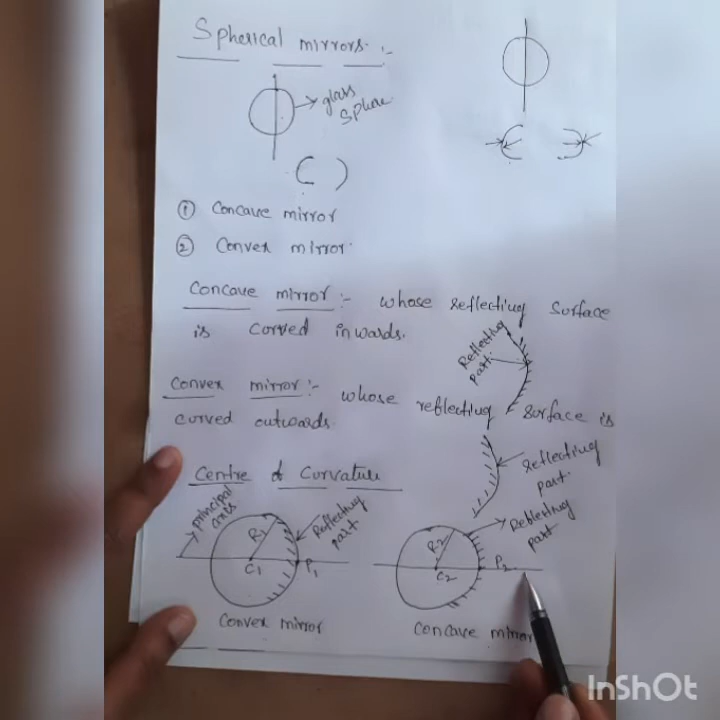 Spherical mirrors :-
glass
sphere
① Concave mirror
② Convex mirror
Concave mirror :- whose reflecting surface
is corved inwards.
Reflecting
part.
Convex mirror :- whose reflecting surface is
curved outwards.
reflecting
part.
Centre of Curvature
principal
axis
R1
Reflecting
part
C1
P1
Convex mirror
R2
Reflecting
part
C2
P2
Concave mirror
InShOt